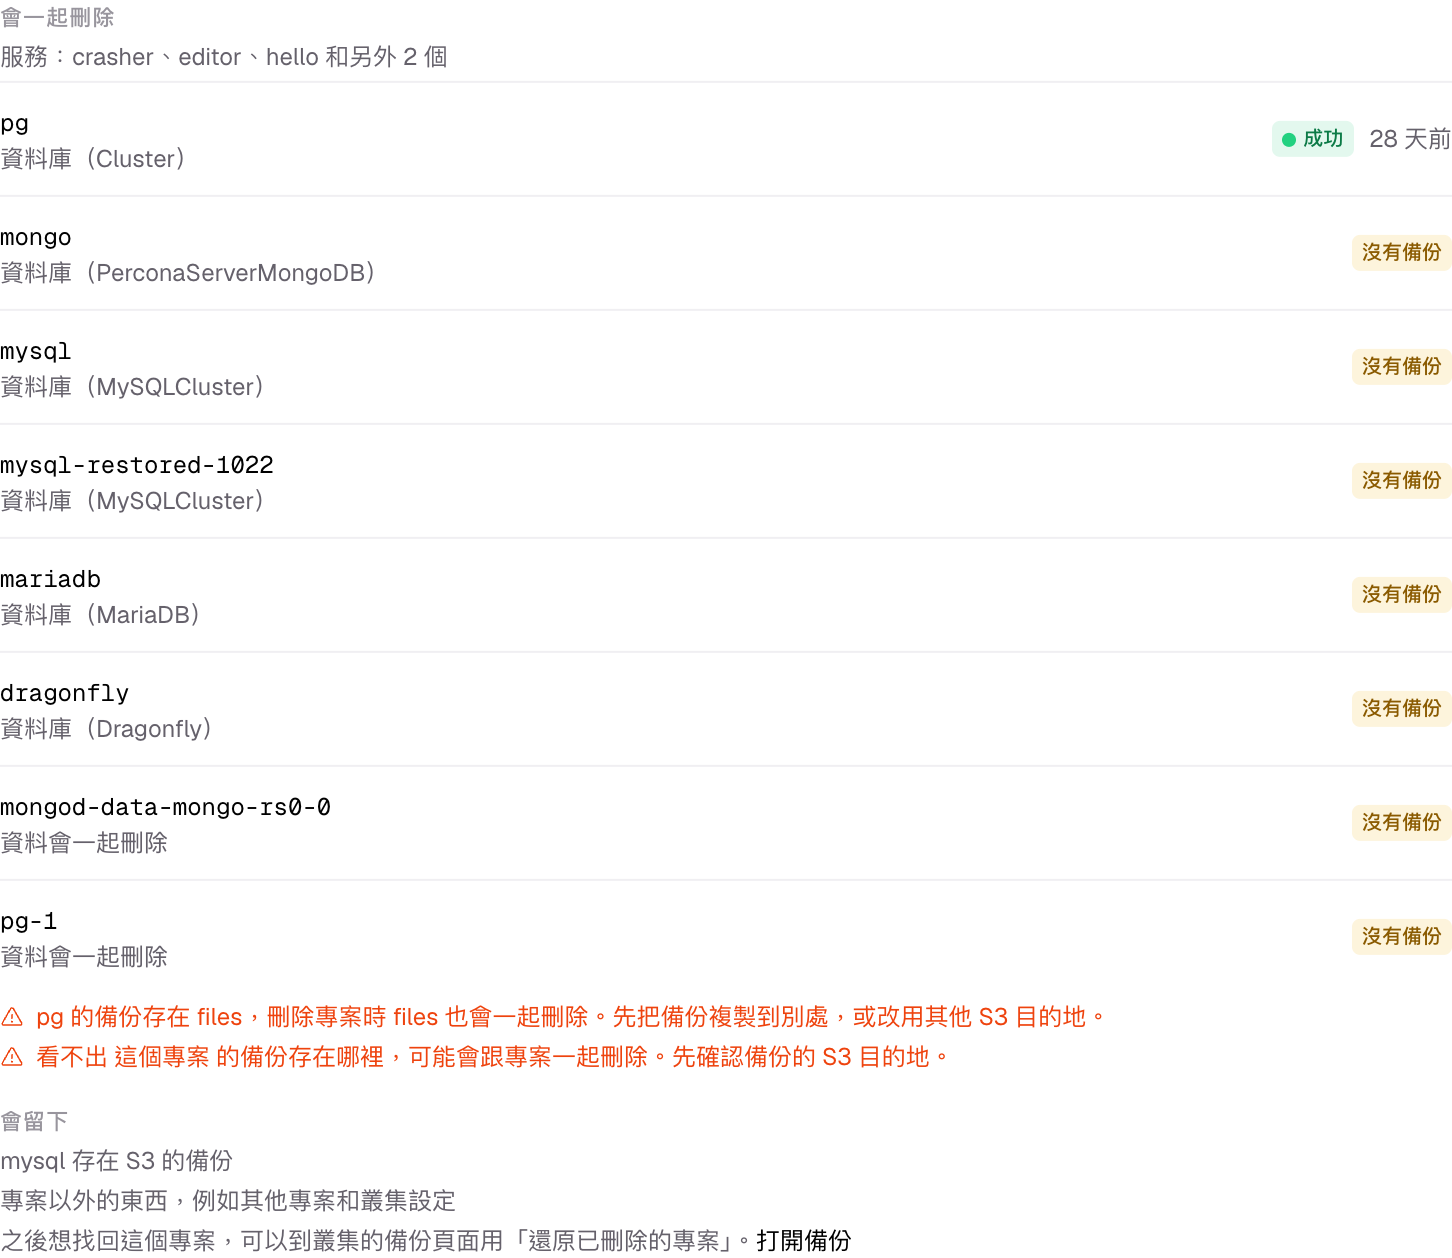 會一起刪除
服務：crasher、editor、hello 和另外 2 個
pg
資料庫（Cluster）
成功 28 天前
mongo
資料庫（PerconaServerMongoDB）
沒有備份
mysql
資料庫（MySQLCluster）
沒有備份
mysql-restored-1022
資料庫（MySQLCluster）
沒有備份
mariadb
資料庫（MariaDB）
沒有備份
dragonfly
資料庫（Dragonfly）
沒有備份
mongod-data-mongo-rs0-0
資料會一起刪除
沒有備份
pg-1
資料會一起刪除
沒有備份
pg 的備份存在 files，刪除專案時 files 也會一起刪除。先把備份複製到別處，或改用其他 S3 目的地。
看不出 這個專案 的備份存在哪裡，可能會跟專案一起刪除。先確認備份的 S3 目的地。
會留下
mysql 存在 S3 的備份
專案以外的東西，例如其他專案和叢集設定
之後想找回這個專案，可以到叢集的備份頁面用「還原已刪除的專案」。打開備份